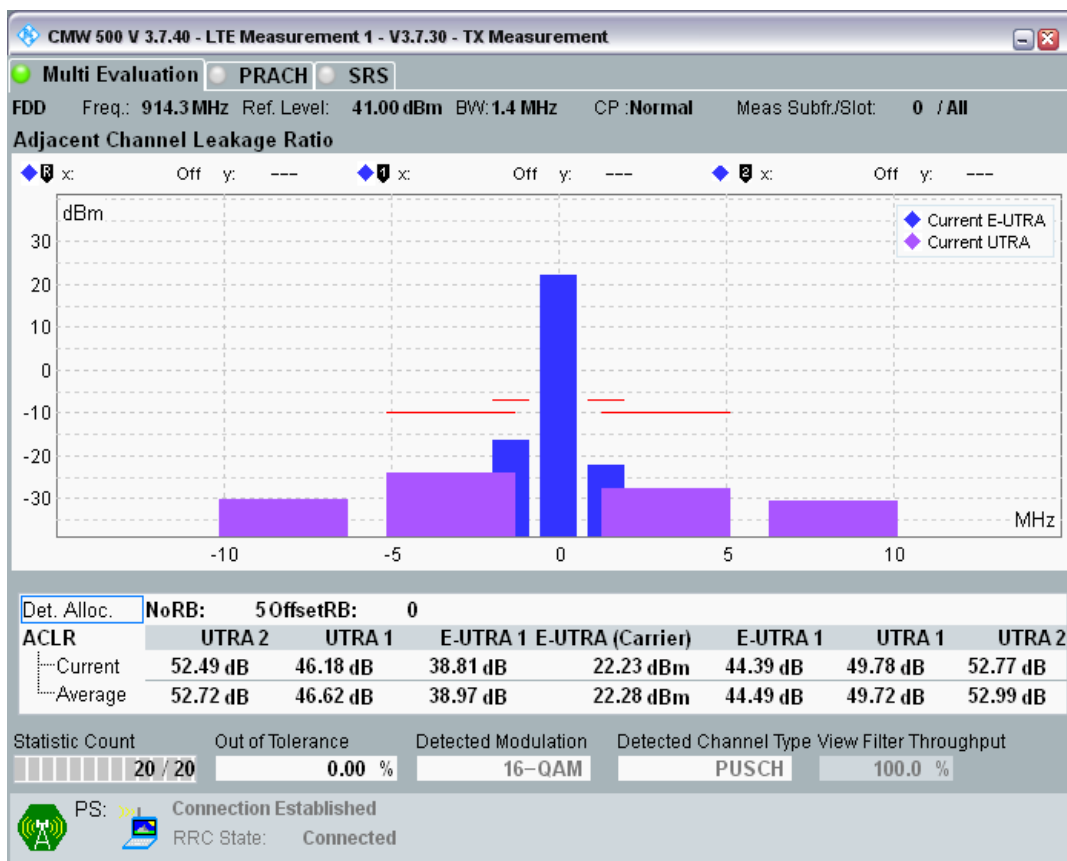 CMW 500 V 3.7.40 - LTE Measurement 1 - V3.7.30 - TX Measurement
Multi Evaluation PRACH SRS
FDD Freq.: 914.3 MHz Ref. Level: 41.00 dBm BW: 1.4 MHz CP :Normal Meas Subfr./Slot: 0 / All
Adjacent Channel Leakage Ratio
R x: Off y: --- 1 x: Off y: --- 2 x: Off y: ---
dBm
Current E-UTRA
Current UTRA
30
20
10
0
-10
-20
-30
MHz
-10 -5 0 5 10
Det. Alloc. NoRB: 5 OffsetRB: 0
ACLR UTRA 2 UTRA 1 E-UTRA 1 E-UTRA (Carrier) E-UTRA 1 UTRA 1 UTRA 2
Current 52.49 dB 46.18 dB 38.81 dB 22.23 dBm 44.39 dB 49.78 dB 52.77 dB
Average 52.72 dB 46.62 dB 38.97 dB 22.28 dBm 44.49 dB 49.72 dB 52.99 dB
Statistic Count Out of Tolerance Detected Modulation Detected Channel Type View Filter Throughput
20 / 20 0.00 % 16-QAM PUSCH 100.0 %
PS: Connection Established
RRC State: Connected